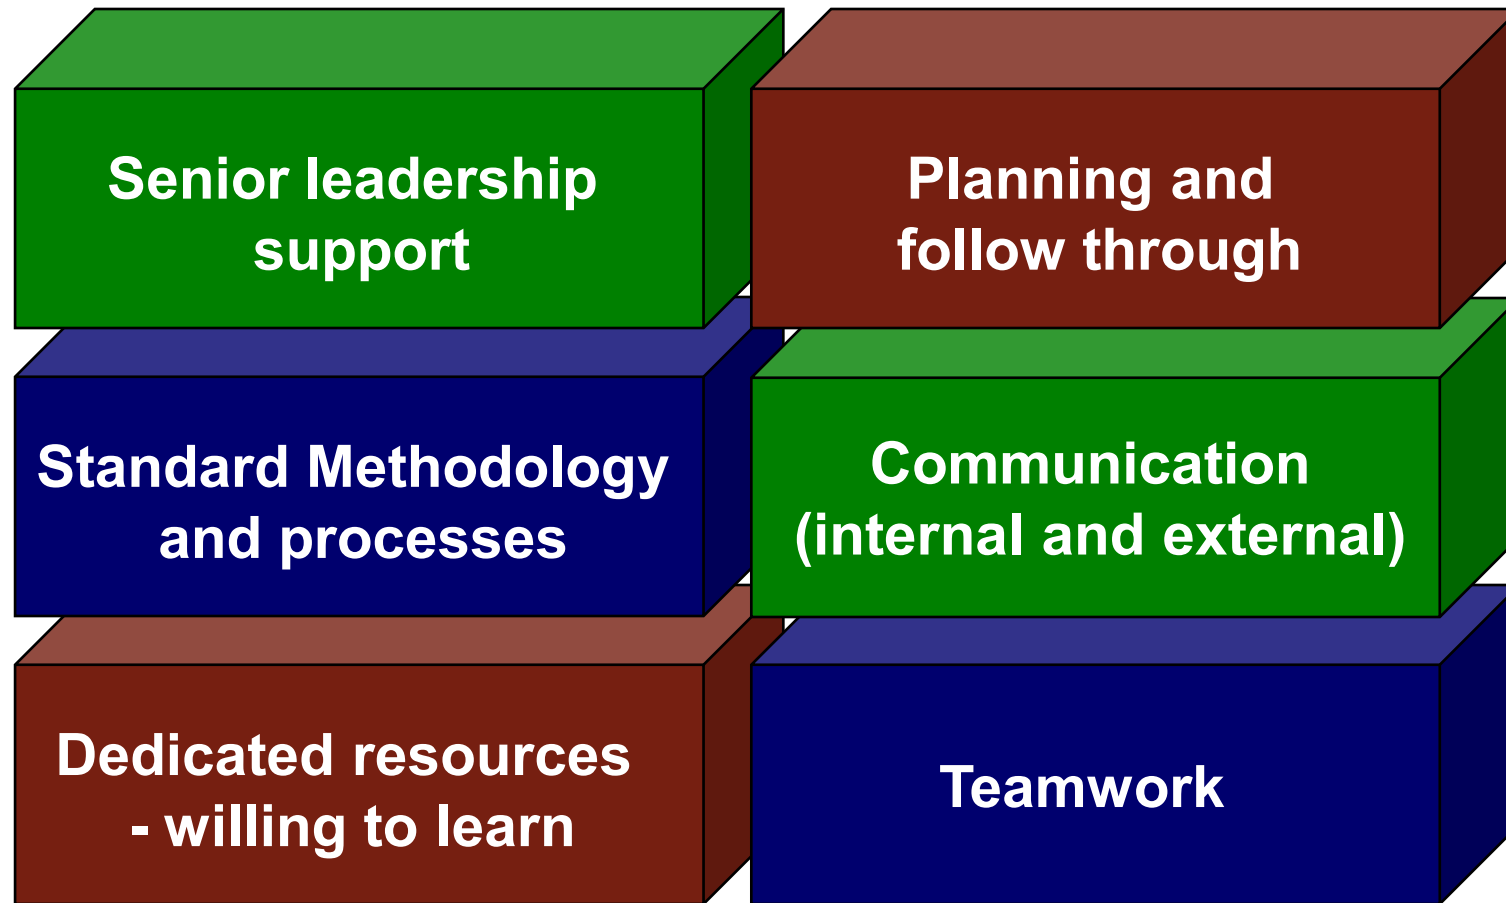 Senior leadership
support
Planning and
follow through
Standard Methodology
and processes
Communication
(internal and external)
Dedicated resources
- willing to learn
Teamwork